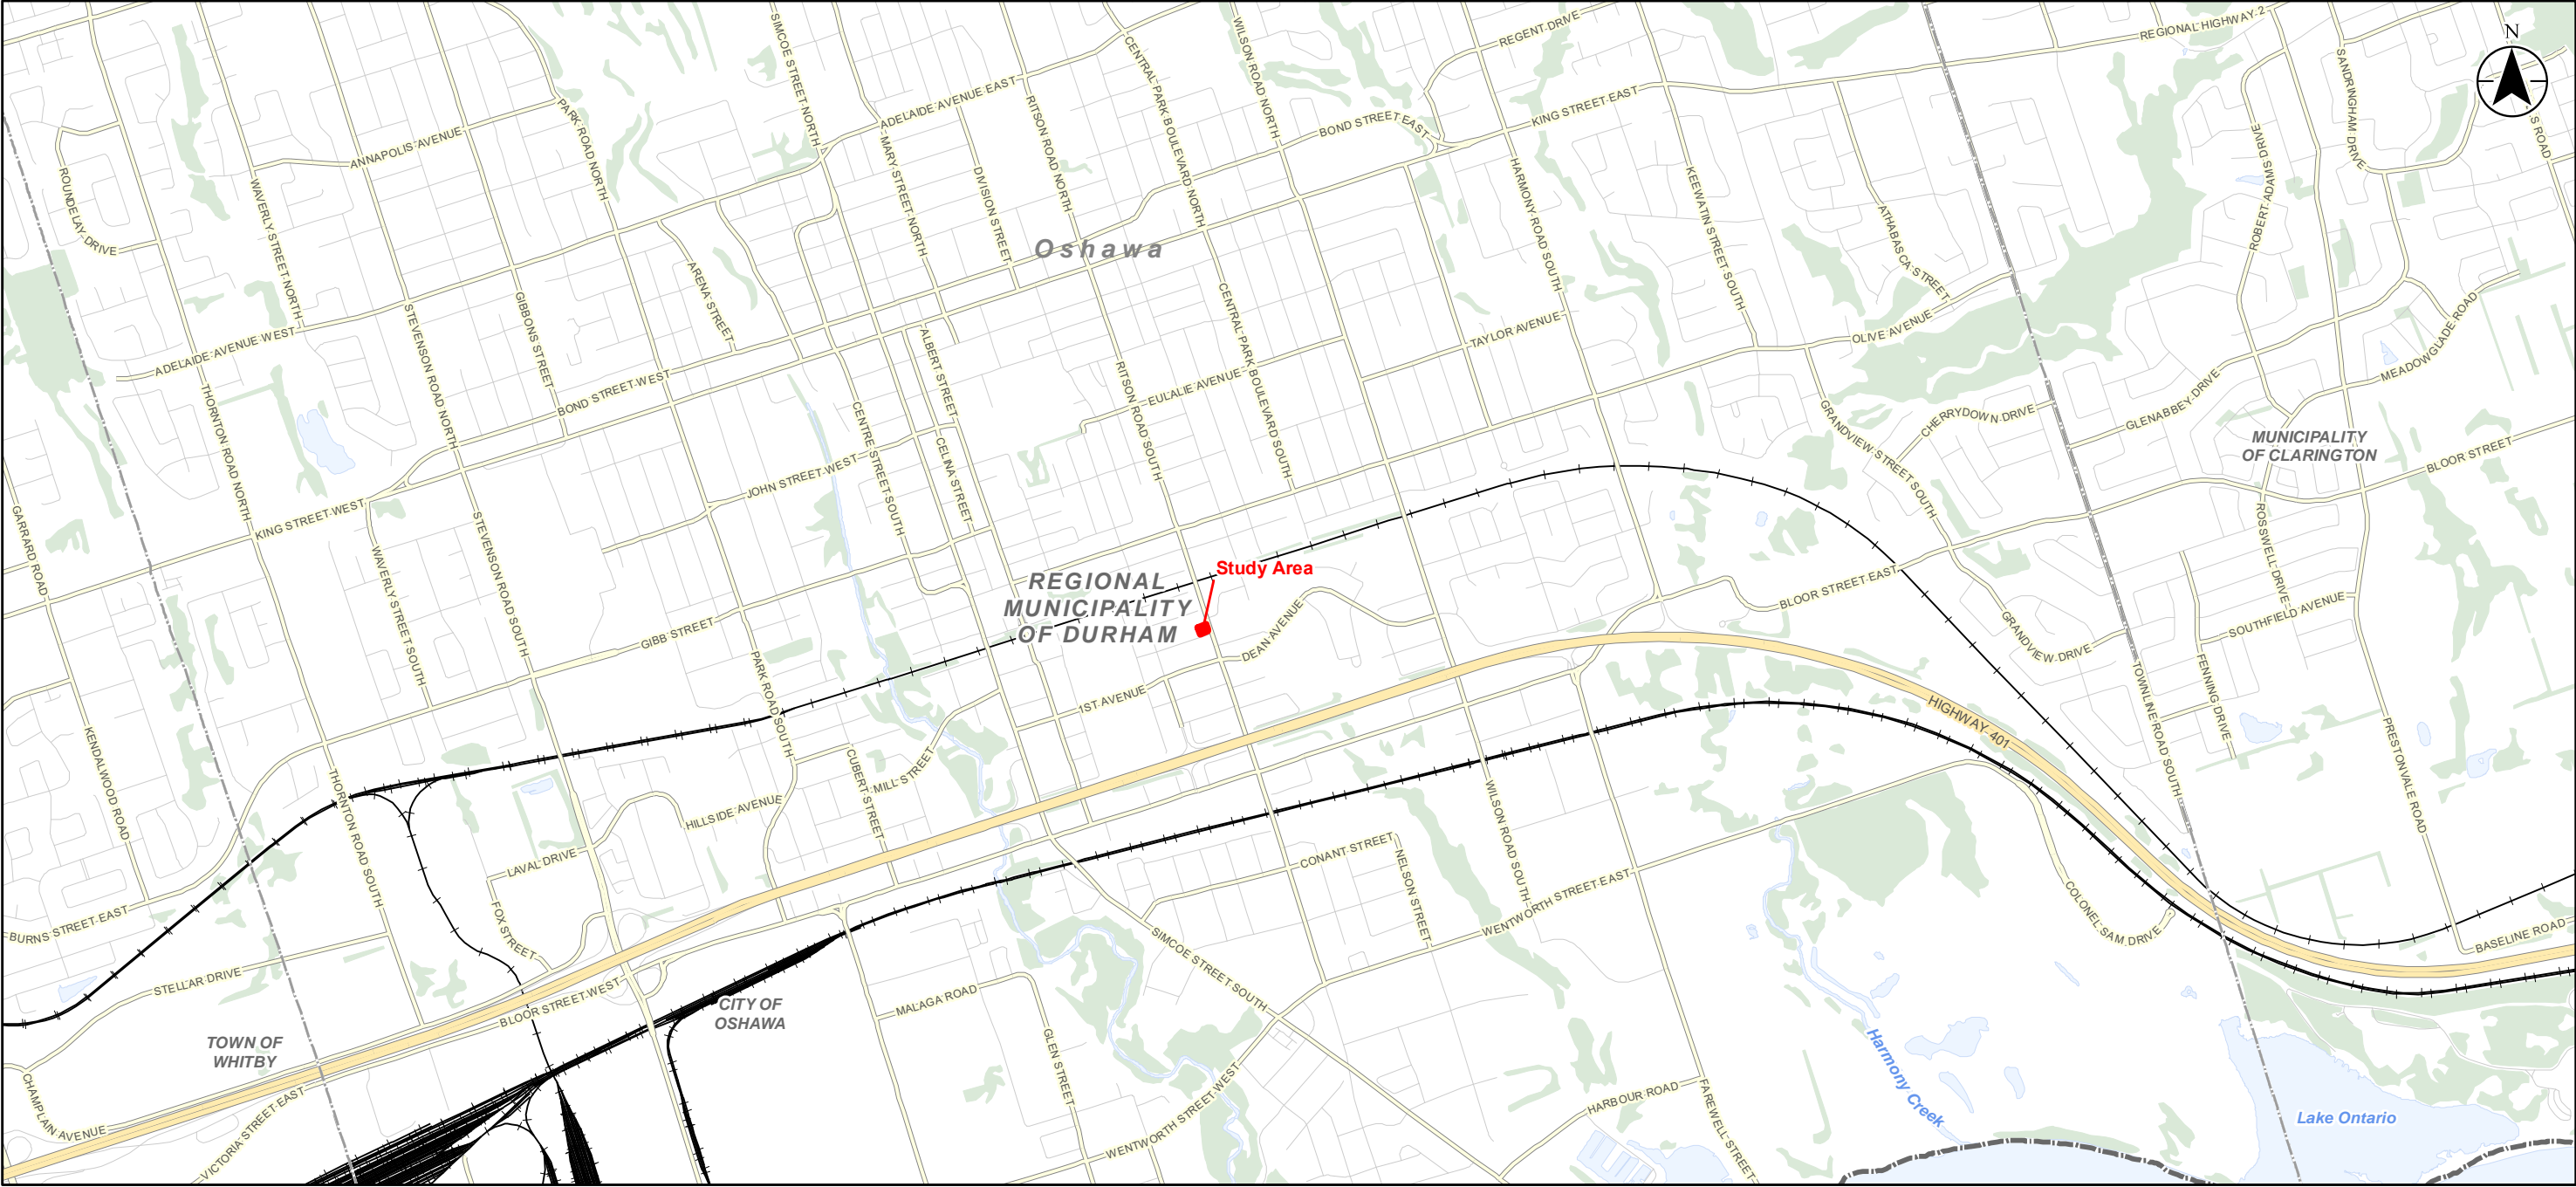 N
REGIONAL HIGHWAY 2
REGENT DRIVE
SIMCOE STREET NORTH
WILSON ROAD NORTH
CENTRAL PARK BOULEVARD NORTH
SANDRINGHAM DRIVE
S ROAD
ADELAIDE AVENUE EAST
RITSON ROAD NORTH
BOND STREET EAST
KING STREET EAST
PARK ROAD NORTH
ANNAPOLIS AVENUE
MARY STREET NORTH
DIVISION STREET
ROBERT ADAMS DRIVE
ROUNDELAY DRIVE
WAVERLY STREET NORTH
HARMONY ROAD SOUTH
KEEWATIN STREET SOUTH
ATHABASCA STREET
Oshawa
ARENA STREET
GIBBONS STREET
STEVENSON ROAD NORTH
CENTRAL PARK BOULEVARD SOUTH
ADELAIDE AVENUE WEST
TAYLOR AVENUE
OLIVE AVENUE
MEADOWGLADE ROAD
THORNTON ROAD NORTH
BOND STREET WEST
ALBERT STREET
RITSON ROAD SOUTH
EULALIE AVENUE
GLENABBEY DRIVE
CHERRYDOWN DRIVE
GRANDVIEW STREET SOUTH
CENTRE STREET SOUTH
CELINA STREET
MUNICIPALITY
OF CLARINGTON
BLOOR STREET
JOHN STREET WEST
KING STREET WEST
GARRARD ROAD
STEVENSON ROAD SOUTH
WAVERLY STREET SOUTH
ROSSWELL DRIVE
Study Area
REGIONAL
MUNICIPALITY
OF DURHAM
BLOOR STREET EAST
DEAN AVENUE
GIBB STREET
GRANDVIEW DRIVE
SOUTHFIELD AVENUE
FENNING DRIVE
TOWNLINE ROAD SOUTH
PARK ROAD SOUTH
1ST AVENUE
HIGHWAY 401
PRESTONVALE ROAD
KENDALWOOD ROAD
CUBERT STREET
MILL STREET
HILLSIDE AVENUE
THORNTON ROAD SOUTH
WILSON ROAD SOUTH
LAVAL DRIVE
CONANT STREET
NELSON STREET
WENTWORTH STREET EAST
COLONEL SAM DRIVE
BURNS STREET EAST
FOX STREET
BASELINE ROAD
STELLAR DRIVE
SIMCOE STREET SOUTH
BLOOR STREET WEST
MALAGA ROAD
CITY OF
OSHAWA
TOWN OF
WHITBY
GLEN STREET
Harmony Creek
CHAMPLAIN AVENUE
VICTORIA STREET EAST
WENTWORTH STREET WEST
HARBOUR ROAD
FAREWELL STREET
Lake Ontario